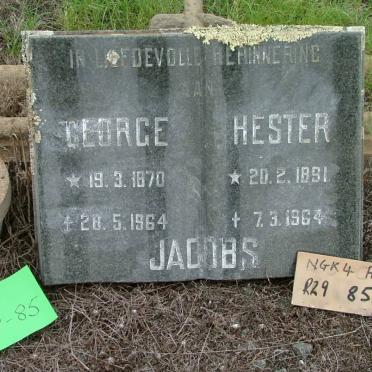 IN LIEFDEVOLLE HERINNERING
AAN
GEORGE HESTER
★ 19.3.1870 ★ 20.2.1891
✝ 28.5.1964 ✝ 7.3.1964
JACOBS
NGK4
R29 85
-85